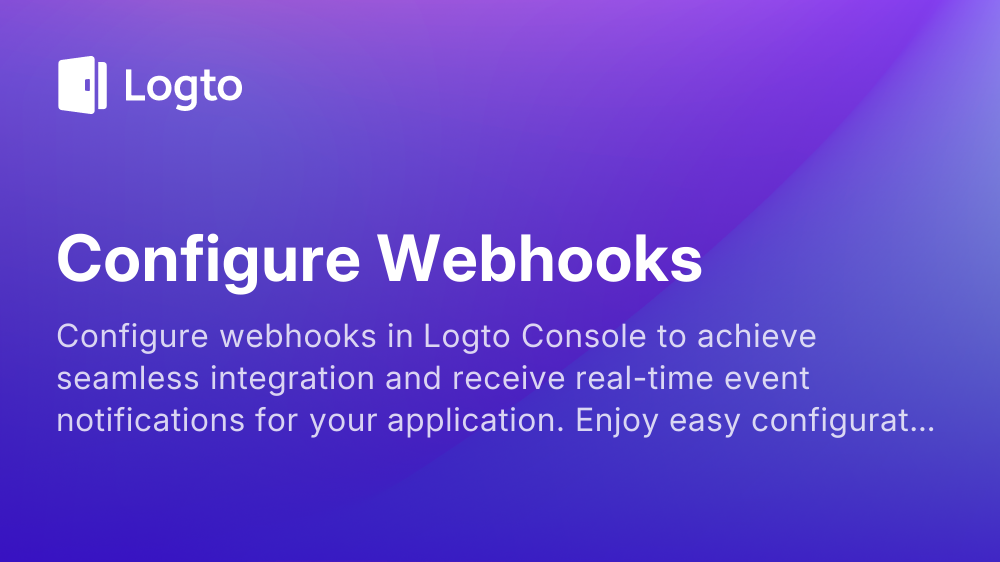 Logto
Configure Webhooks
Configure webhooks in Logto Console to achieve
seamless integration and receive real-time event
notifications for your application. Enjoy easy configurat...